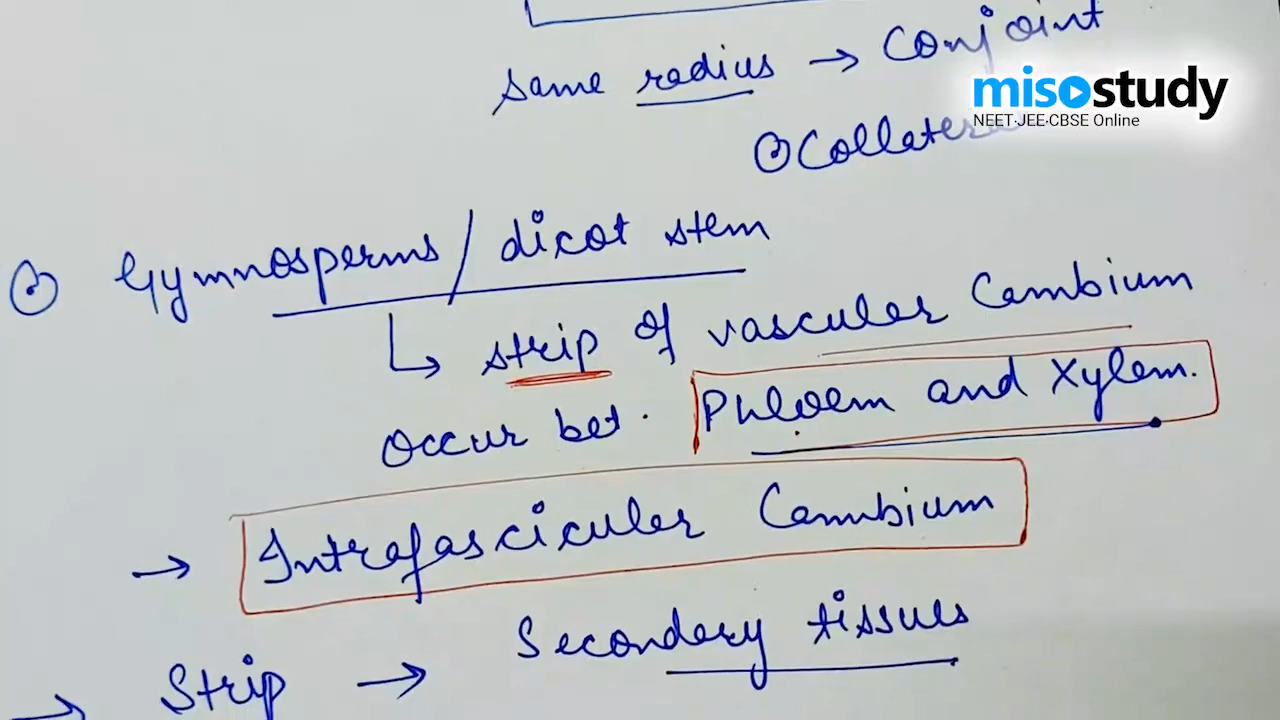 same radius → Conjoint
misostudy
NEET·JEE·CBSE Online
Gymnosperms / dicot stem
↳ strip of vascular Cambium
Occur bet. Phloem and Xylem.
→ Intrafascicular Cambium
→ Strip → Secondary tissues